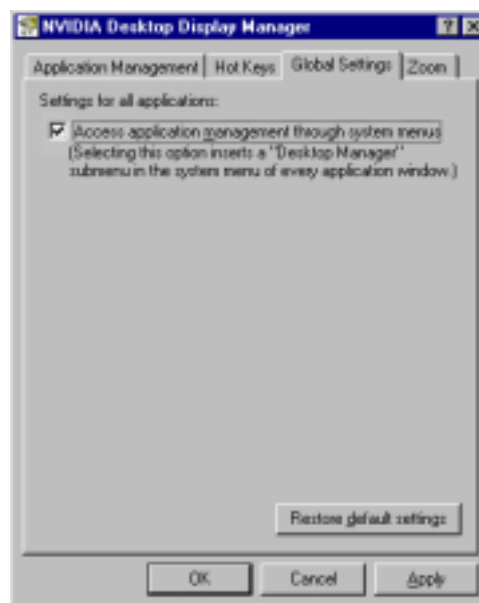 NVIDIA Desktop Display Manager
Application Management Hot Keys Global Settings Zoom
Settings for all applications:
Access application management through system menus
(Selecting this option inserts a "Desktop Manager"
submenu in the system menu of every application window.)
Restore default settings
OK Cancel Apply